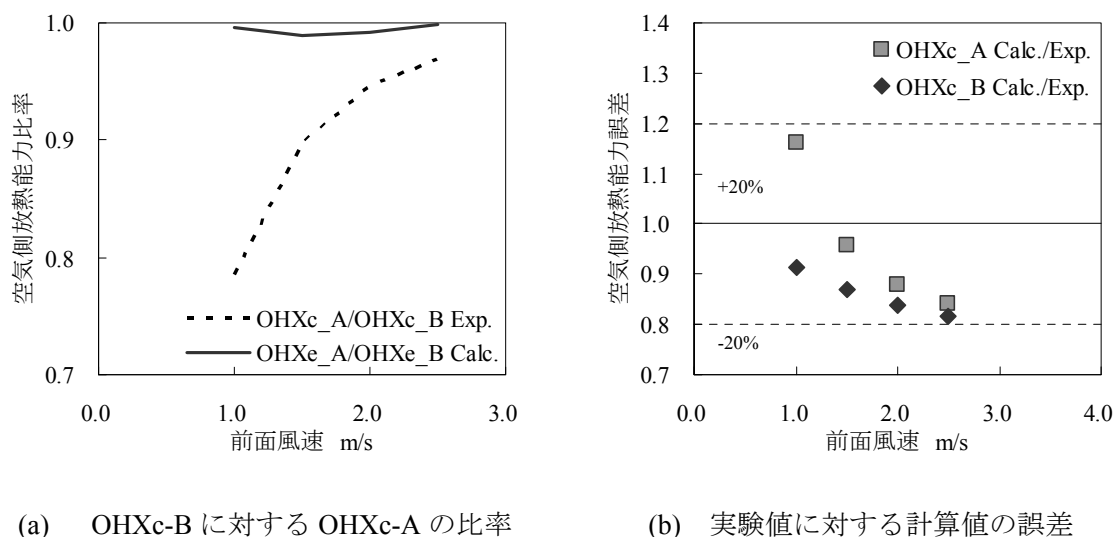 空気側放熱能力比率
1.0
0.9
0.8
0.7
OHXc_A/OHXc_B Exp.
OHXe_A/OHXe_B Calc.
0.0 1.0 2.0 3.0
前面風速 m/s
(a) OHXc-B に対する OHXc-A の比率
空気側放熱能力誤差
1.4
1.3
1.2
1.1
1.0
0.9
0.8
0.7
OHXc_A Calc./Exp.
OHXc_B Calc./Exp.
+20%
-20%
0.0 1.0 2.0 3.0 4.0
前面風速 m/s
(b) 実験値に対する計算値の誤差